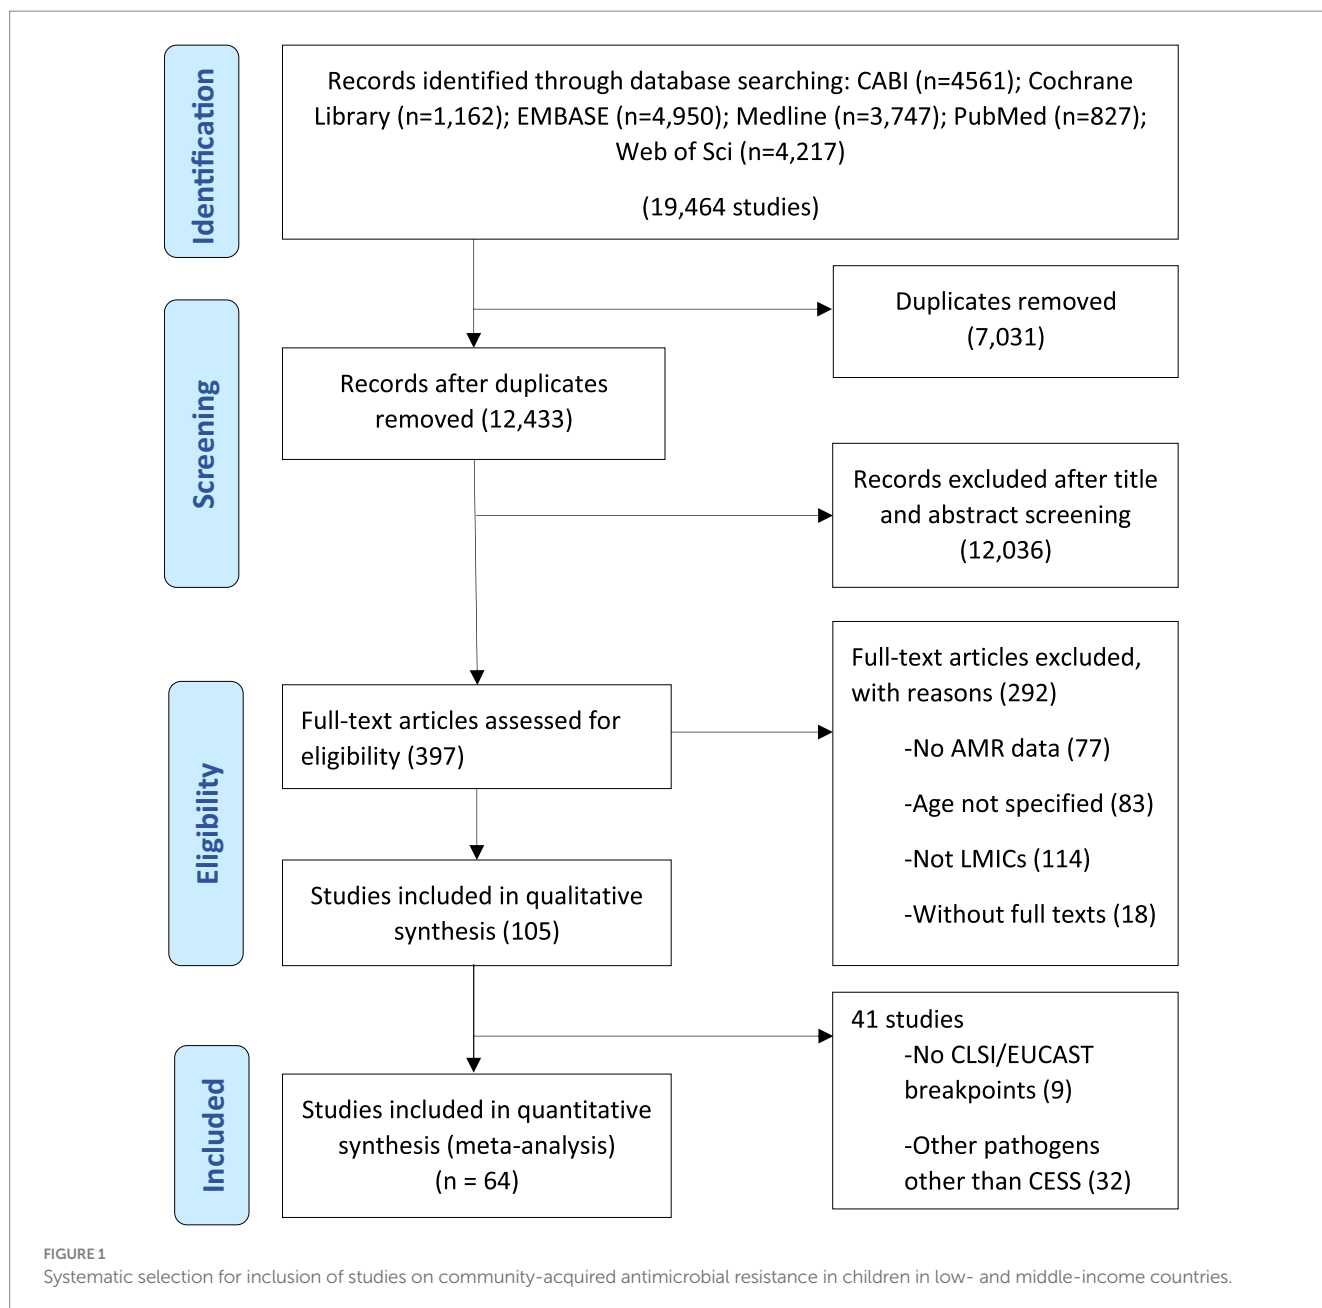 Identification
Records identified through database searching: CABI (n=4561); Cochrane
Library (n=1,162); EMBASE (n=4,950); Medline (n=3,747); PubMed (n=827);
Web of Sci (n=4,217)
(19,464 studies)
Duplicates removed
(7,031)
Screening
Records after duplicates
removed (12,433)
Records excluded after title
and abstract screening
(12,036)
Eligibility
Full-text articles assessed for
eligibility (397)
Full-text articles excluded,
with reasons (292)
-No AMR data (77)
-Age not specified (83)
-Not LMICs (114)
-Without full texts (18)
Studies included in qualitative
synthesis (105)
41 studies
-No CLSI/EUCAST
breakpoints (9)
-Other pathogens
other than CESS (32)
Included
Studies included in quantitative
synthesis (meta-analysis)
(n = 64)
FIGURE 1
Systematic selection for inclusion of studies on community-acquired antimicrobial resistance in children in low- and middle-income countries.